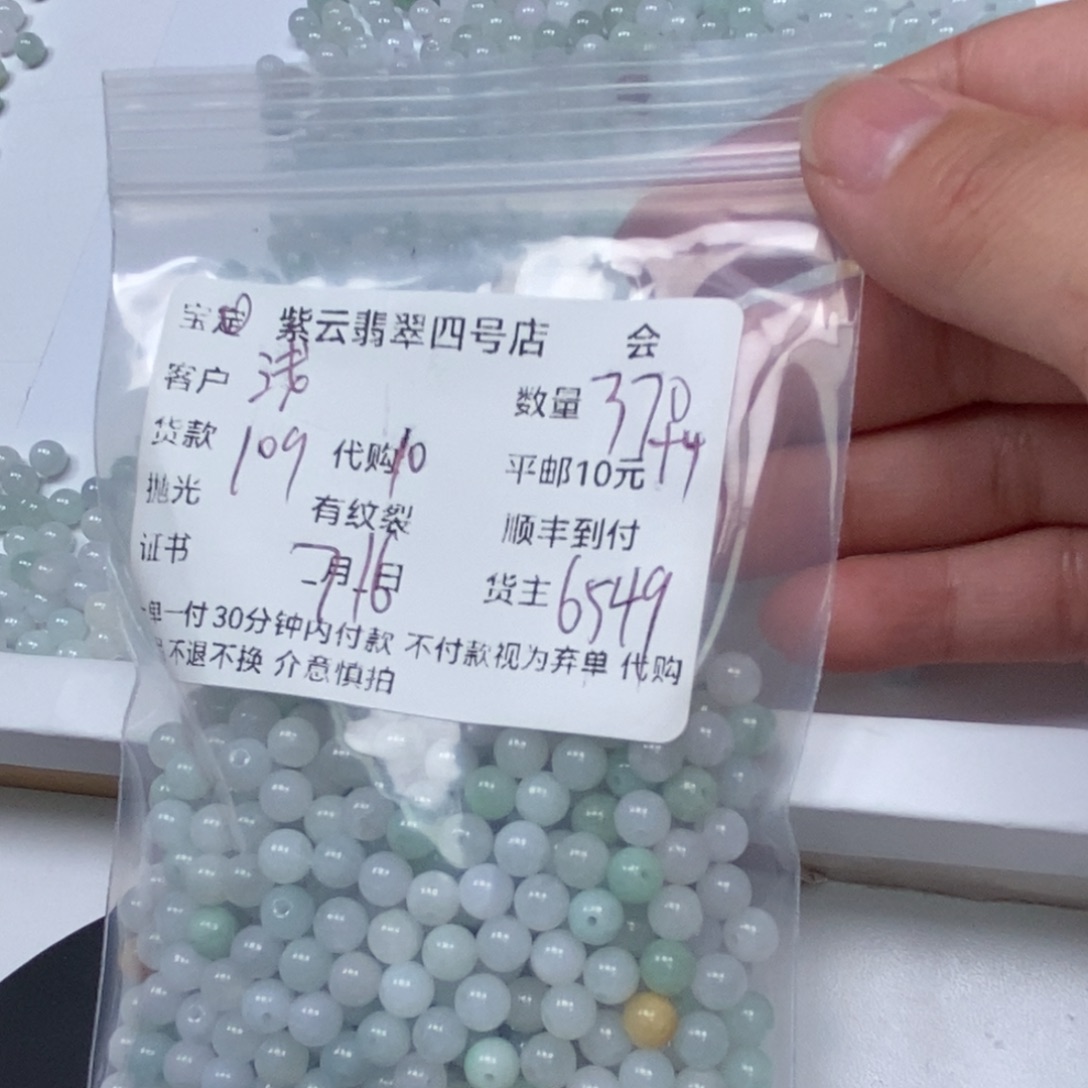 宝 紫云翡翠四号店 会
客户 浅 数量 370+4
货款 109 代购10 平邮10元
抛光 有纹裂 顺丰到付
证书 7月16日 货主 6549
单一付30分钟内付款 不付款视为弃单 代购
不退不换 介意慎拍